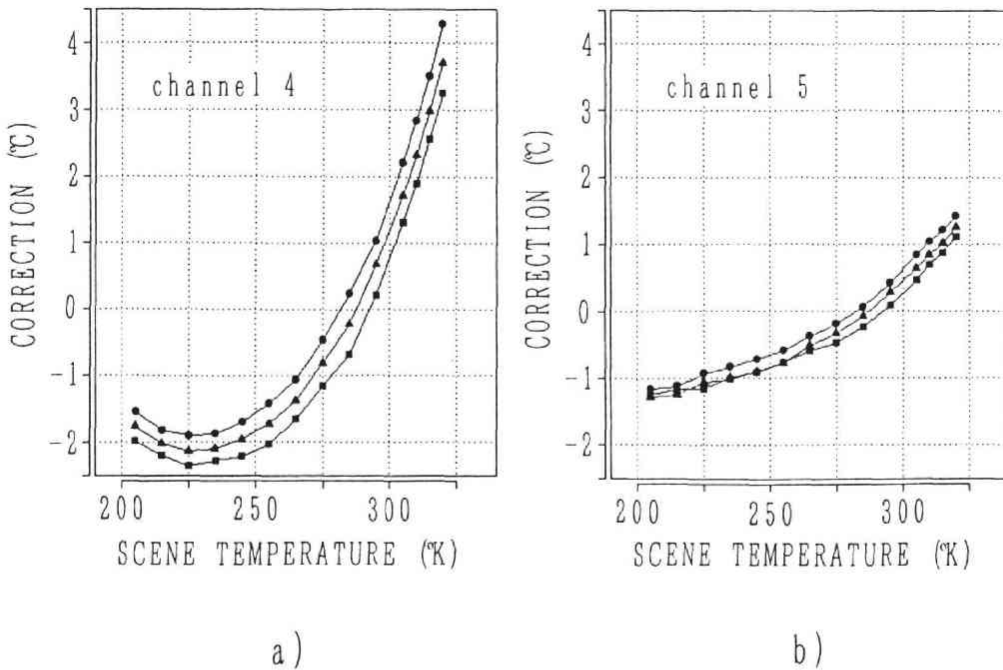 channel 4
4
3
2
1
0
-1
-2
CORRECTION (℃)
200 250 300
SCENE TEMPERATURE (°K)
a)
channel 5
4
3
2
1
0
-1
-2
CORRECTION (℃)
200 250 300
SCENE TEMPERATURE (°K)
b)